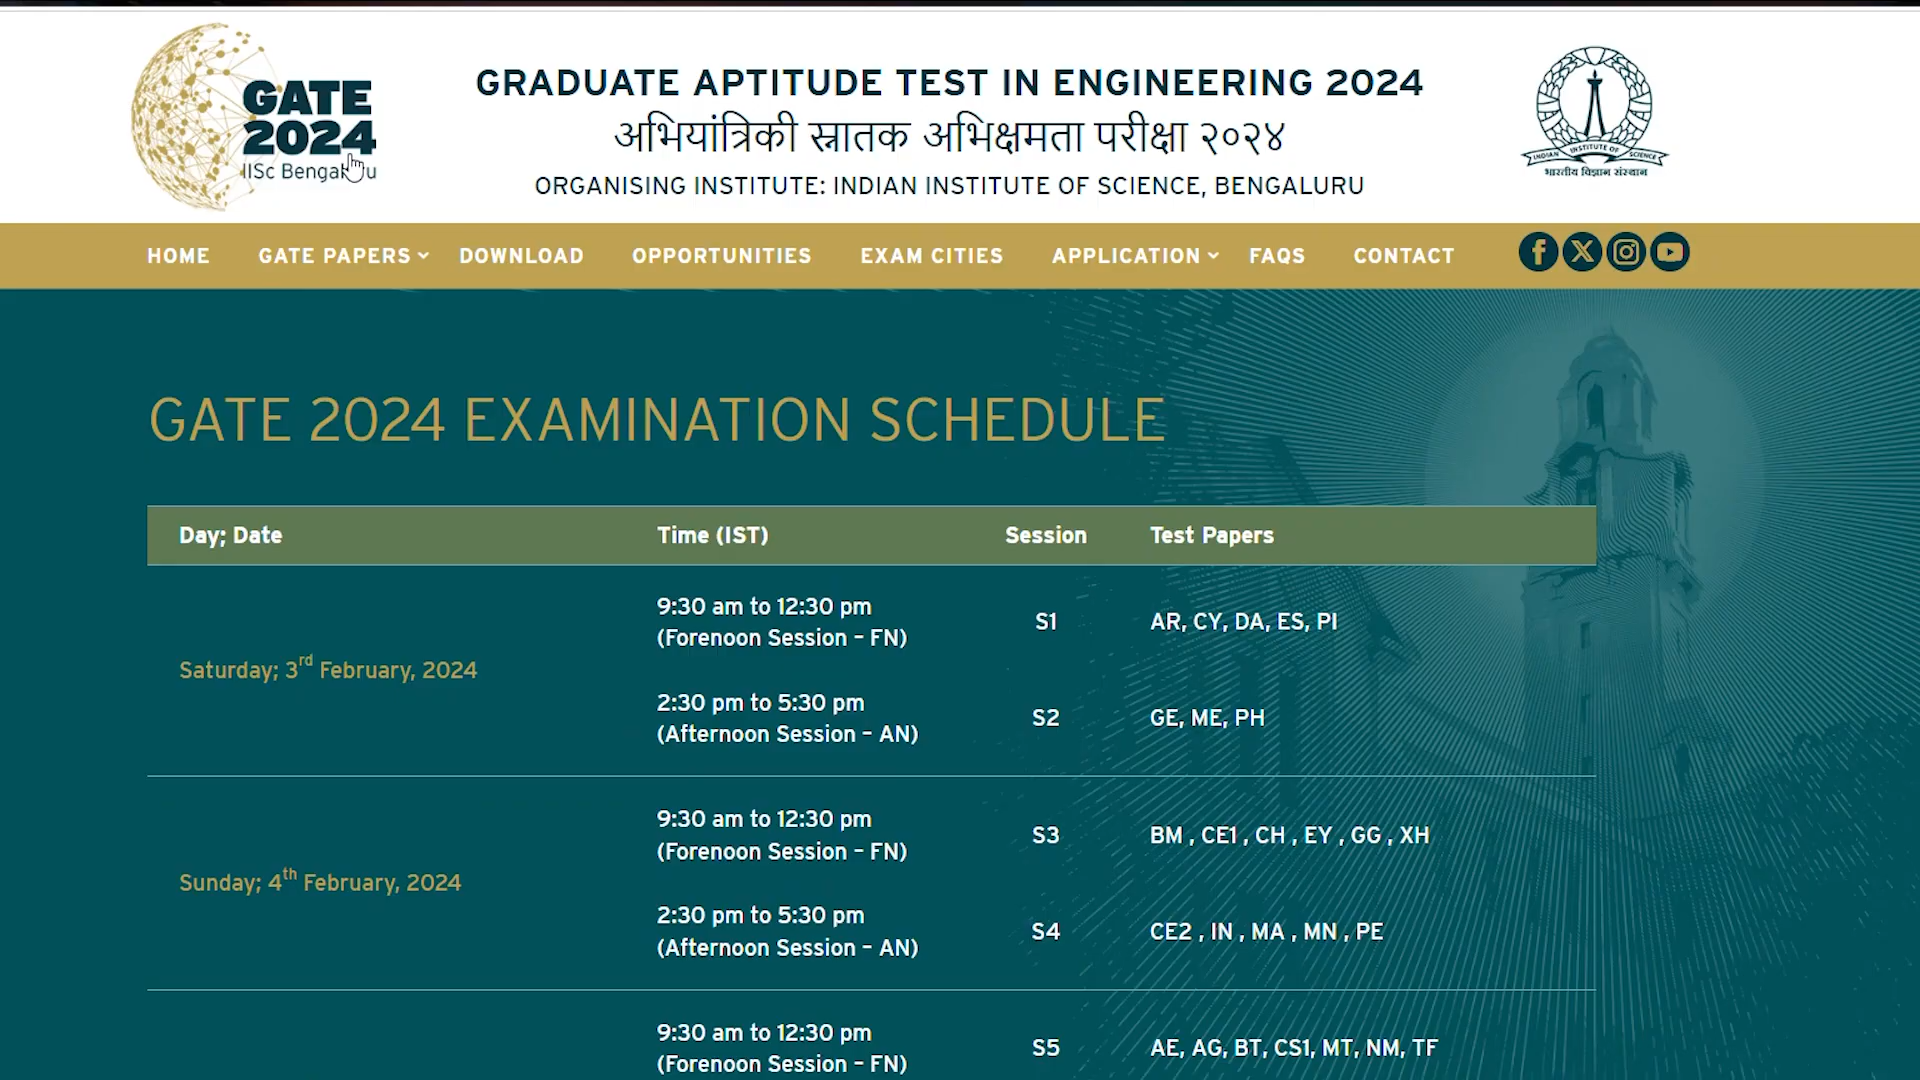 GATE
2024
IISc Bengaluru
GRADUATE APTITUDE TEST IN ENGINEERING 2024
अभियांत्रिकी स्नातक अभिक्षमता परीक्षा २०२४
ORGANISING INSTITUTE: INDIAN INSTITUTE OF SCIENCE, BENGALURU
INDIAN INSTITUTE OF SCIENCE
भारतीय विज्ञान संस्थान
HOME GATE PAPERS DOWNLOAD OPPORTUNITIES EXAM CITIES APPLICATION FAQS CONTACT
GATE 2024 EXAMINATION SCHEDULE
Day; Date Time (IST) Session Test Papers
Saturday; 3rd February, 2024
9:30 am to 12:30 pm
(Forenoon Session – FN)
S1
AR, CY, DA, ES, PI
2:30 pm to 5:30 pm
(Afternoon Session – AN)
S2
GE, ME, PH
Sunday; 4th February, 2024
9:30 am to 12:30 pm
(Forenoon Session – FN)
S3
BM , CE1 , CH , EY , GG , XH
2:30 pm to 5:30 pm
(Afternoon Session – AN)
S4
CE2 , IN , MA , MN , PE
9:30 am to 12:30 pm
(Forenoon Session – FN)
S5
AE, AG, BT, CS1, MT, NM, TF